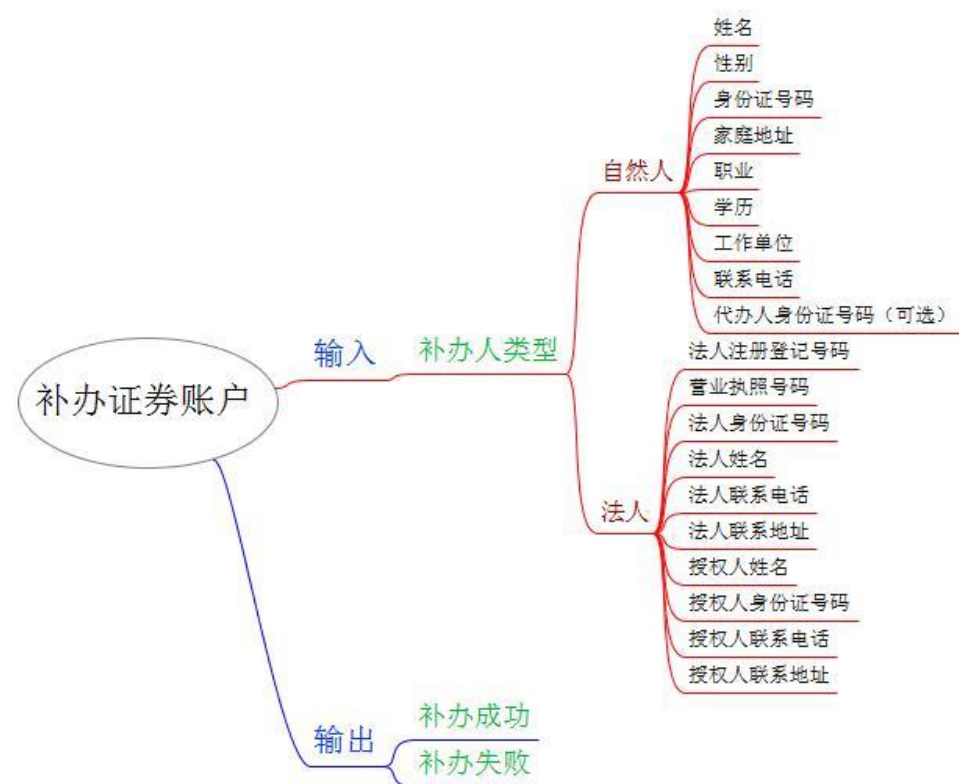 补办证券账户
输入
补办人类型
自然人
姓名
性别
身份证号码
家庭地址
职业
学历
工作单位
联系电话
代办人身份证号码（可选）
法人
法人注册登记号码
营业执照号码
法人身份证号码
法人姓名
法人联系电话
法人联系地址
授权人姓名
授权人身份证号码
授权人联系电话
授权人联系地址
输出
补办成功
补办失败